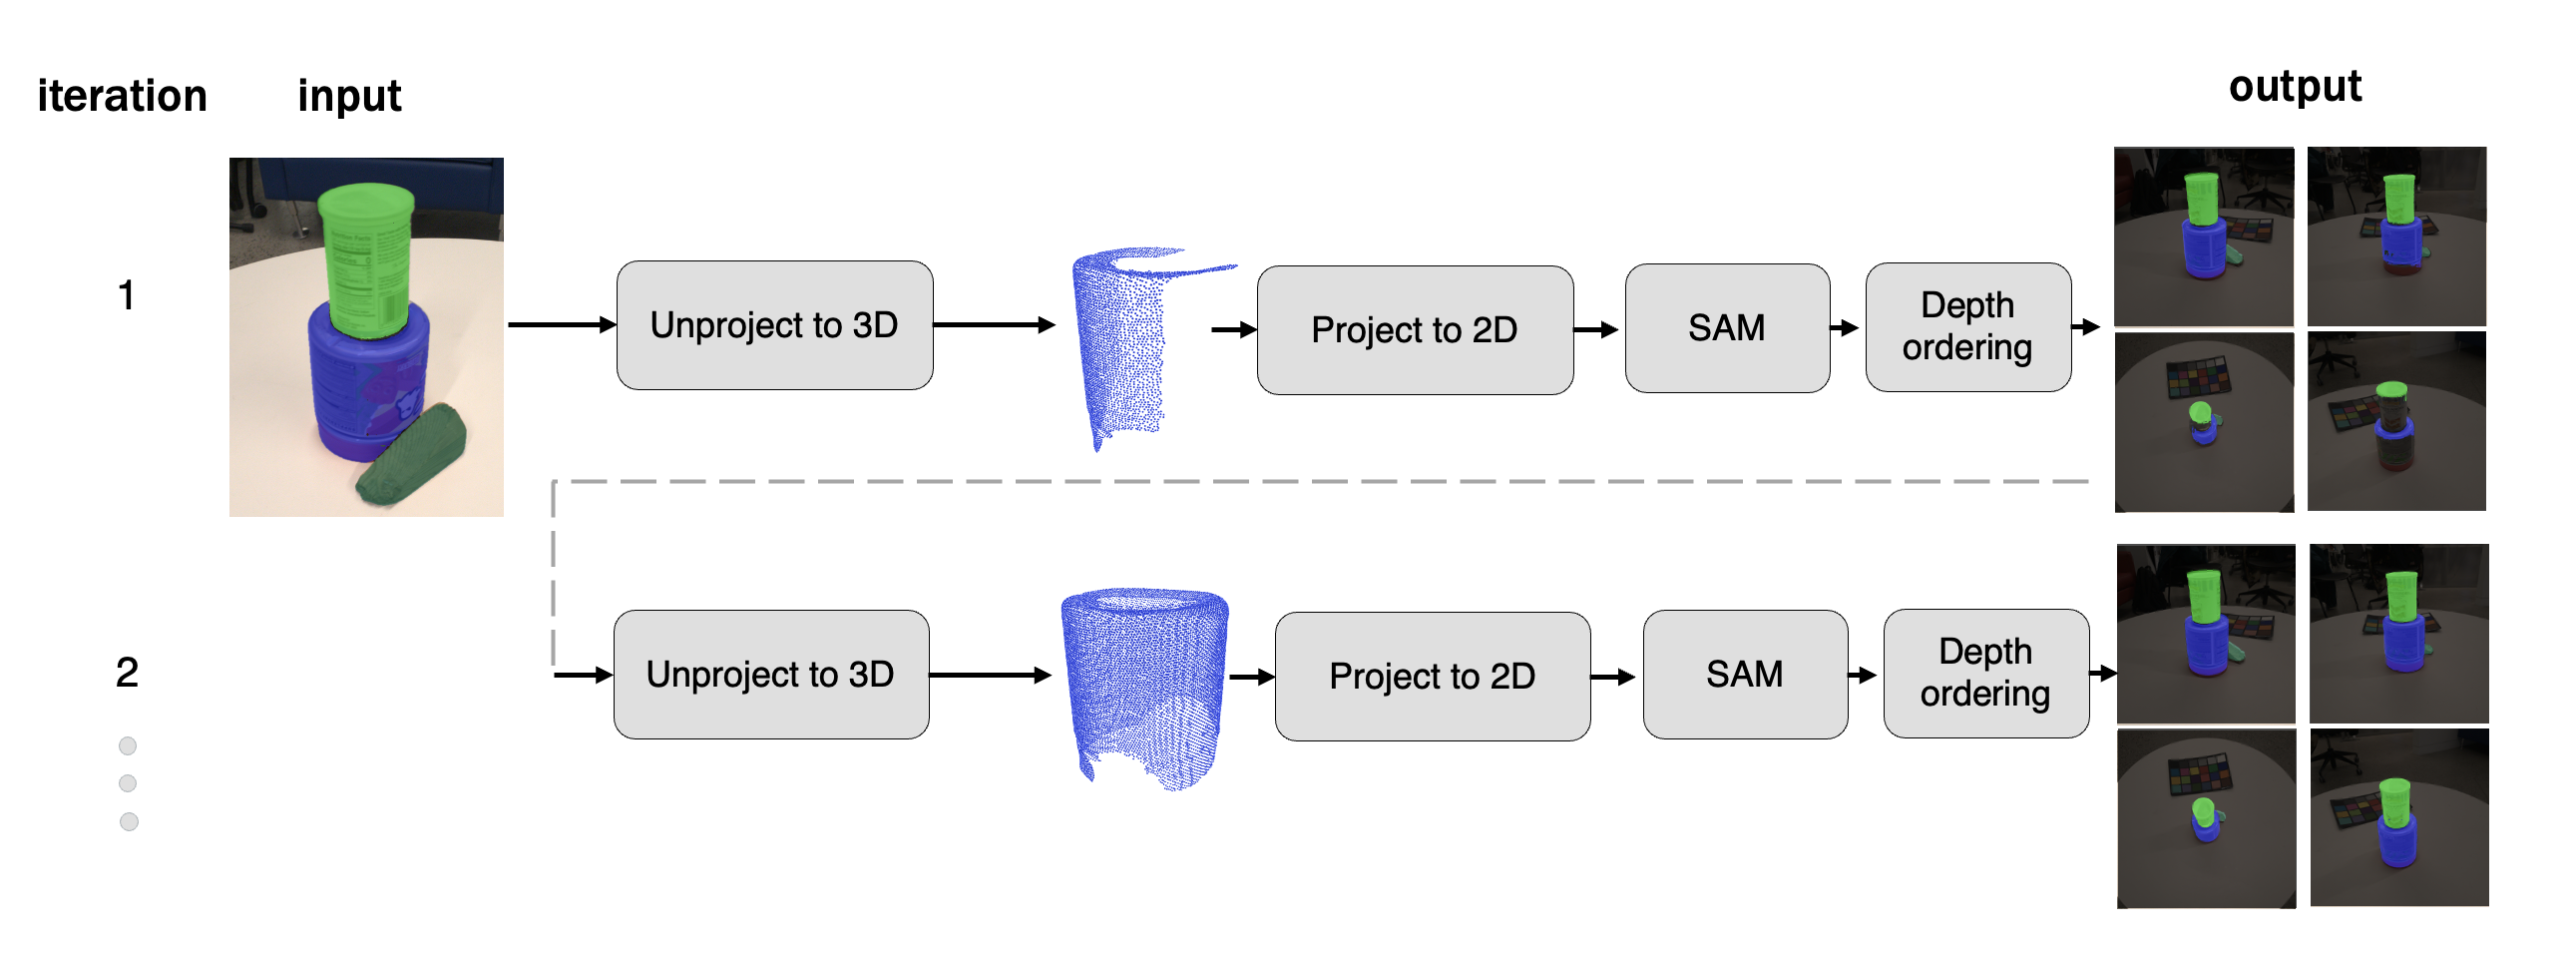 iteration
input
output
1
Unproject to 3D
Project to 2D
SAM
Depth
ordering
2
Unproject to 3D
Project to 2D
SAM
Depth
ordering